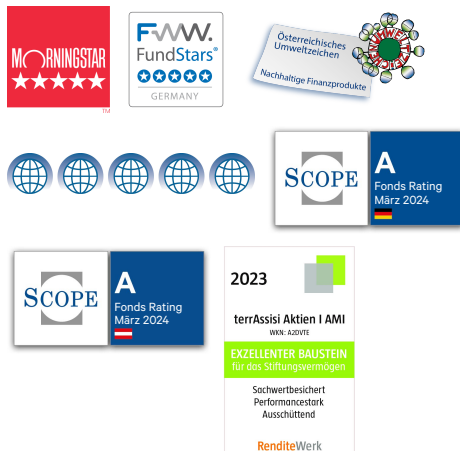 MORNINGSTAR
TM
FWW.
FundStars®
GERMANY
Österreichisches
Umweltzeichen
Nachhaltige Finanzprodukte
UMWELTZEICHEN
SCOPE
A
Fonds Rating
März 2024
SCOPE
A
Fonds Rating
März 2024
2023
terrAssisi Aktien I AMI
WKN: A2DVTE
EXZELLENTER BAUSTEIN
für das Stiftungsvermögen
Sachwertbesichert
Performancestark
Ausschüttend
RenditeWerk